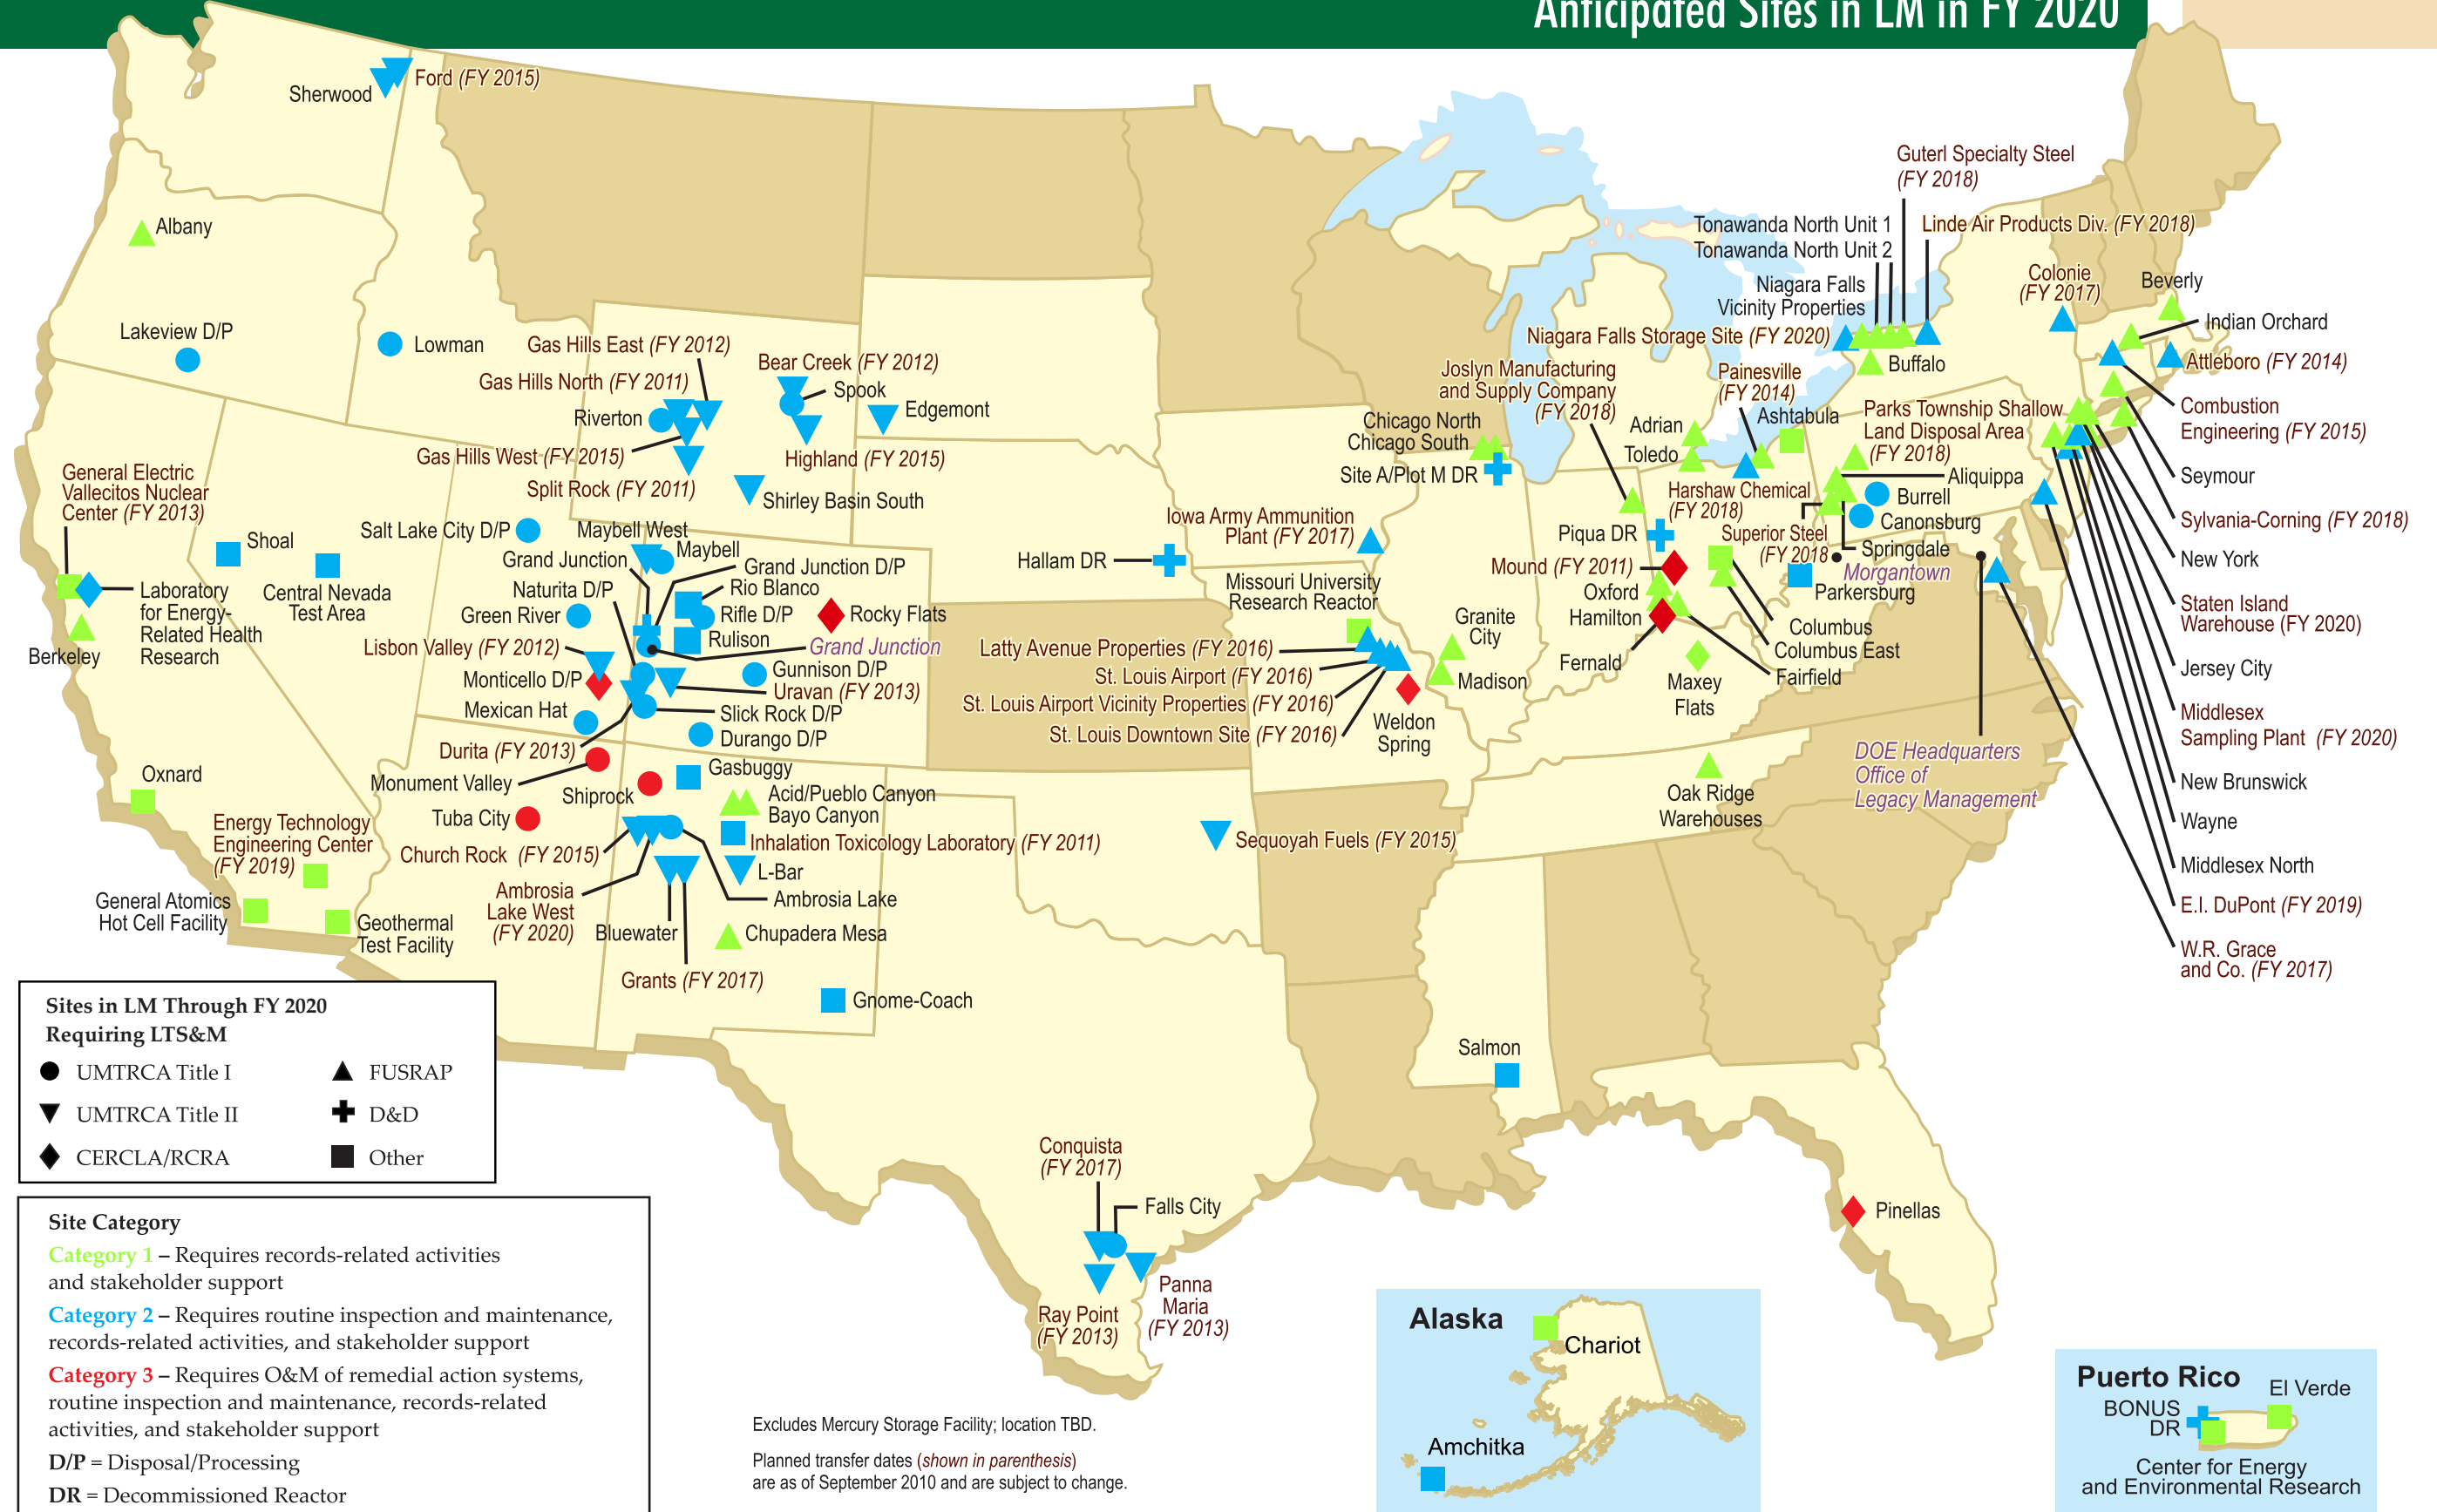 Anticipated Sites in LM in FY 2020
Ford (FY 2015)
Sherwood
Albany
Lakeview D/P
Lowman
Gas Hills East (FY 2012)
Gas Hills North (FY 2011)
Riverton
Gas Hills West (FY 2015)
Split Rock (FY 2011)
Bear Creek (FY 2012)
Spook
Edgemont
Highland (FY 2015)
Shirley Basin South
General Electric
Vallecitos Nuclear
Center (FY 2013)
Shoal
Central Nevada
Test Area
Laboratory
for Energy-
Related Health
Research
Berkeley
Salt Lake City D/P
Maybell West
Maybell
Grand Junction
Grand Junction D/P
Naturita D/P
Rio Blanco
Green River
Rifle D/P
Rulison
Rocky Flats
Lisbon Valley (FY 2012)
Grand Junction
Monticello D/P
Gunnison D/P
Uravan (FY 2013)
Mexican Hat
Slick Rock D/P
Durango D/P
Durita (FY 2013)
Monument Valley
Gasbuggy
Shiprock
Acid/Pueblo Canyon
Bayo Canyon
Tuba City
Inhalation Toxicology Laboratory (FY 2011)
Church Rock (FY 2015)
L-Bar
Ambrosia
Lake West
(FY 2020)
Ambrosia Lake
Bluewater
Chupadera Mesa
Grants (FY 2017)
Gnome-Coach
Oxnard
Energy Technology
Engineering Center
(FY 2019)
General Atomics
Hot Cell Facility
Geothermal
Test Facility
Hallam DR
Iowa Army Ammunition
Plant (FY 2017)
Missouri University
Research Reactor
Latty Avenue Properties (FY 2016)
St. Louis Airport (FY 2016)
St. Louis Airport Vicinity Properties (FY 2016)
St. Louis Downtown Site (FY 2016)
Granite
City
Madison
Weldon
Spring
Sequoyah Fuels (FY 2015)
Chicago North
Chicago South
Site A/Plot M DR
Joslyn Manufacturing
and Supply Company
(FY 2018)
Adrian
Toledo
Painesville
(FY 2014)
Ashtabula
Harshaw Chemical
(FY 2018)
Piqua DR
Mound (FY 2011)
Oxford
Hamilton
Fernald
Columbus
Columbus East
Fairfield
Maxey
Flats
Oak Ridge
Warehouses
Superior Steel
(FY 2018
Parkersburg
Morgantown
Springdale
Canonsburg
Burrell
Aliquippa
Parks Township Shallow
Land Disposal Area
(FY 2018)
Guterl Specialty Steel
(FY 2018)
Tonawanda North Unit 1
Tonawanda North Unit 2
Linde Air Products Div. (FY 2018)
Niagara Falls
Vicinity Properties
Niagara Falls Storage Site (FY 2020)
Buffalo
Colonie
(FY 2017)
Beverly
Indian Orchard
Attleboro (FY 2014)
Combustion
Engineering (FY 2015)
Seymour
Sylvania-Corning (FY 2018)
New York
Staten Island
Warehouse (FY 2020)
Jersey City
Middlesex
Sampling Plant (FY 2020)
New Brunswick
Wayne
Middlesex North
E.I. DuPont (FY 2019)
W.R. Grace
and Co. (FY 2017)
DOE Headquarters
Office of
Legacy Management
Salmon
Pinellas
Conquista
(FY 2017)
Falls City
Panna
Maria
(FY 2013)
Ray Point
(FY 2013)
Sites in LM Through FY 2020
Requiring LTS&M
UMTRCA Title I
FUSRAP
UMTRCA Title II
D&D
CERCLA/RCRA
Other
Site Category
Category 1 – Requires records-related activities
and stakeholder support
Category 2 – Requires routine inspection and maintenance,
records-related activities, and stakeholder support
Category 3 – Requires O&M of remedial action systems,
routine inspection and maintenance, records-related
activities, and stakeholder support
D/P = Disposal/Processing
DR = Decommissioned Reactor
Excludes Mercury Storage Facility; location TBD.
Planned transfer dates (shown in parenthesis)
are as of September 2010 and are subject to change.
Alaska
Chariot
Amchitka
Puerto Rico
El Verde
BONUS
DR
Center for Energy
and Environmental Research